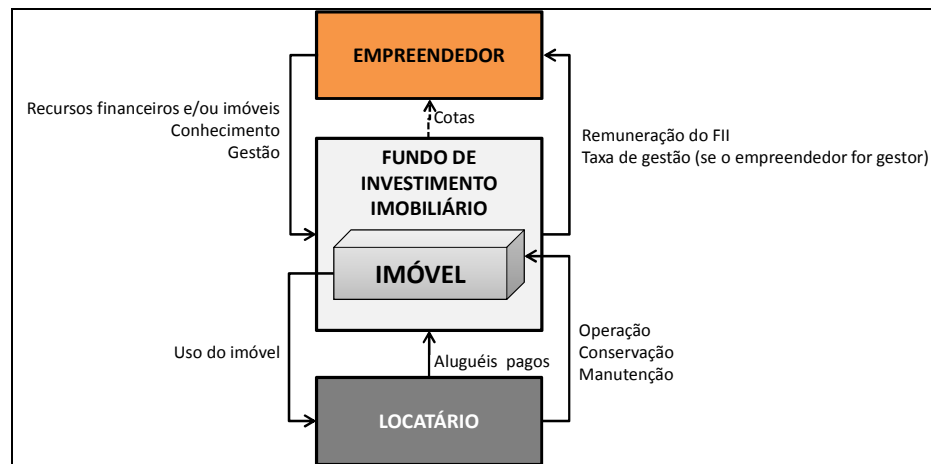 EMPREENDEDOR
Recursos financeiros e/ou imóveis
Conhecimento
Gestão
Cotas
Remuneração do FII
Taxa de gestão (se o empreendedor for gestor)
FUNDO DE
INVESTIMENTO
IMOBILIÁRIO
IMÓVEL
Uso do imóvel
Aluguéis pagos
Operação
Conservação
Manutenção
LOCATÁRIO